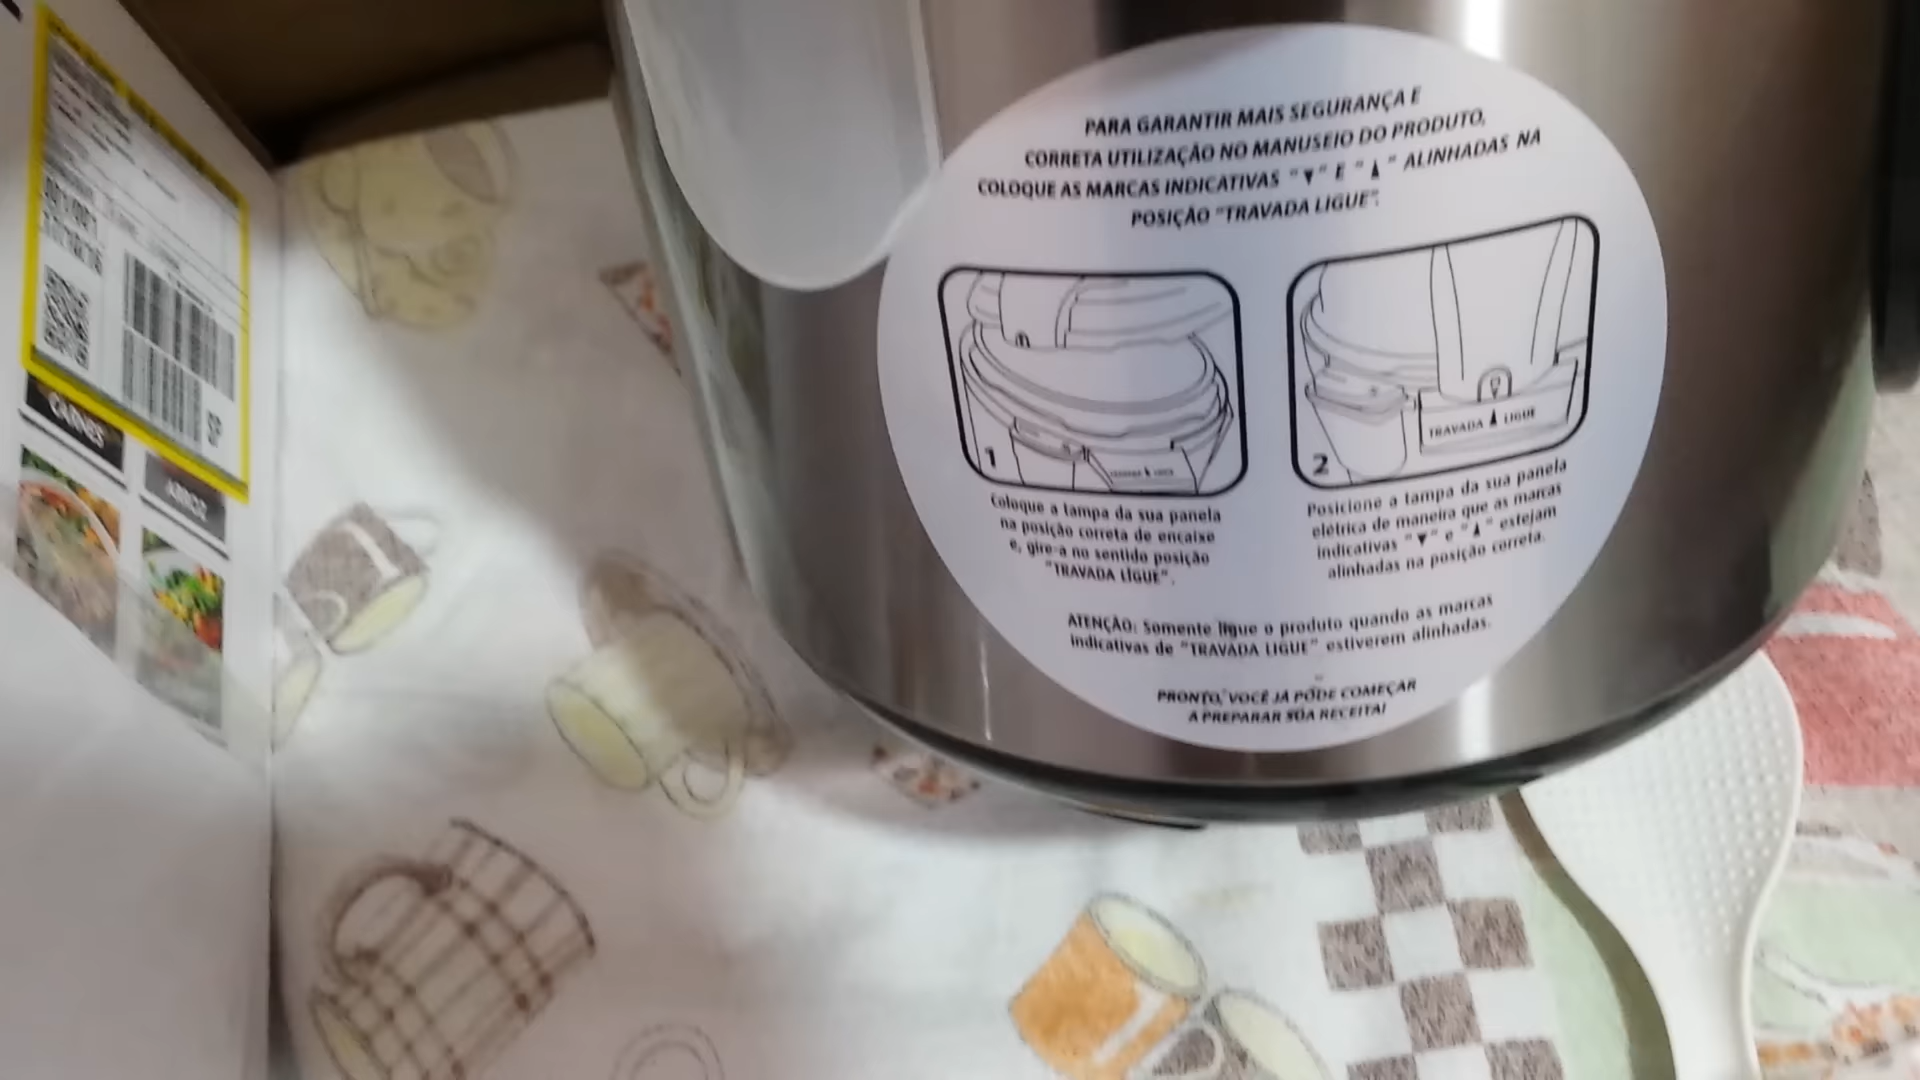 PARA GARANTIR MAIS SEGURANÇA E
CORRETA UTILIZAÇÃO NO MANUSEIO DO PRODUTO,
COLOQUE AS MARCAS INDICATIVAS "▼" E "▲" ALINHADAS NA
POSIÇÃO "TRAVADA LIGUE".
1
Coloque a tampa da sua panela
na posição correta de encaixe
e, gire-a no sentido posição
"TRAVADA LIGUE".
TRAVADA ▲ LIGUE
2
Posicione a tampa da sua panela
elétrica de maneira que as marcas
indicativas "▼" e "▲" estejam
alinhadas na posição correta.
ATENÇÃO: Somente ligue o produto quando as marcas
indicativas de "TRAVADA LIGUE" estiverem alinhadas.
PRONTO, VOCÊ JÁ PODE COMEÇAR
A PREPARAR SUA RECEITA!
SP
CARNES
ARROZ